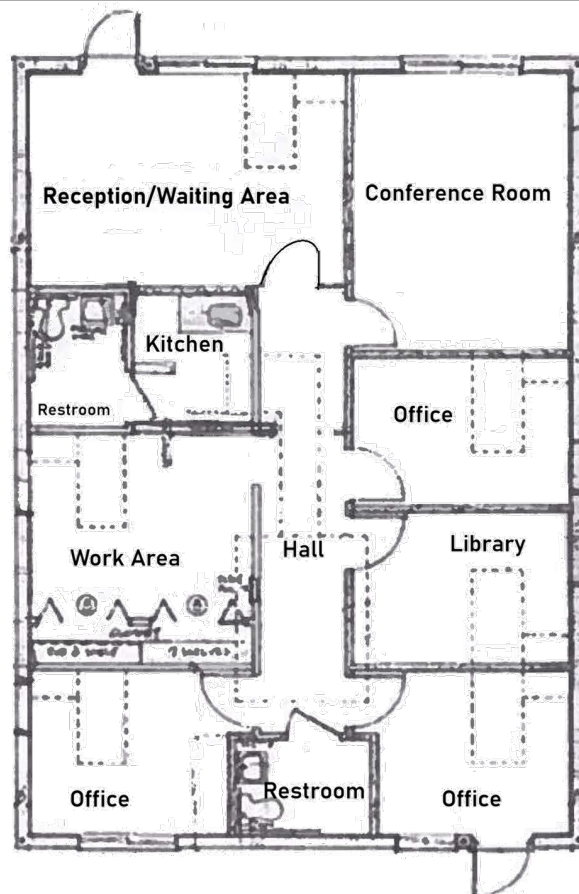 Reception/Waiting Area
Conference Room
Kitchen
Restroom
Office
Work Area
Hall
Library
Office
Restroom
Office